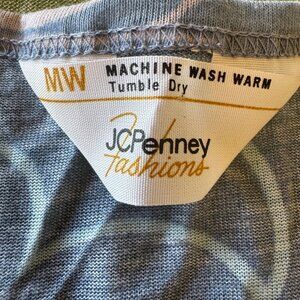 MW MACHINE WASH WARM
Tumble Dry
JCPenney
fashions